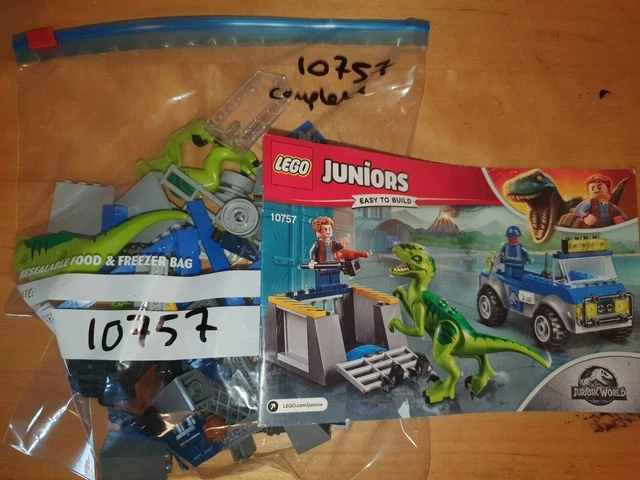 10757
complete
LEGO JUNIORS
EASY TO BUILD
10757
RESEALABLE FOOD & FREEZER BAG
10757
LEGO.com/juniors
JURASSIC WORLD